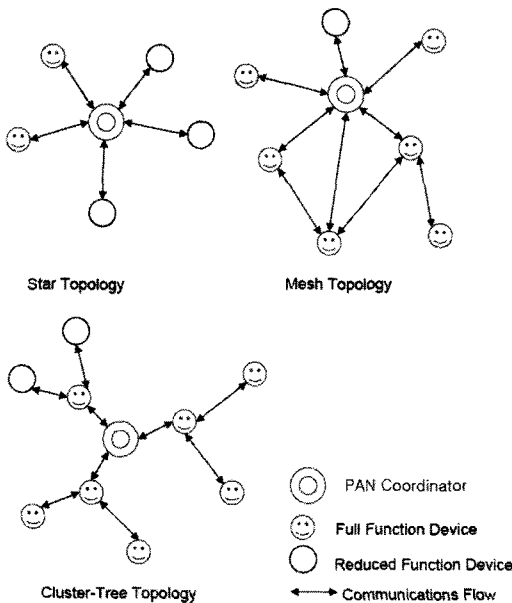 Star Topology
Mesh Topology
PAN Coordinator
Full Function Device
Reduced Function Device
Cluster-Tree Topology
Communications Flow